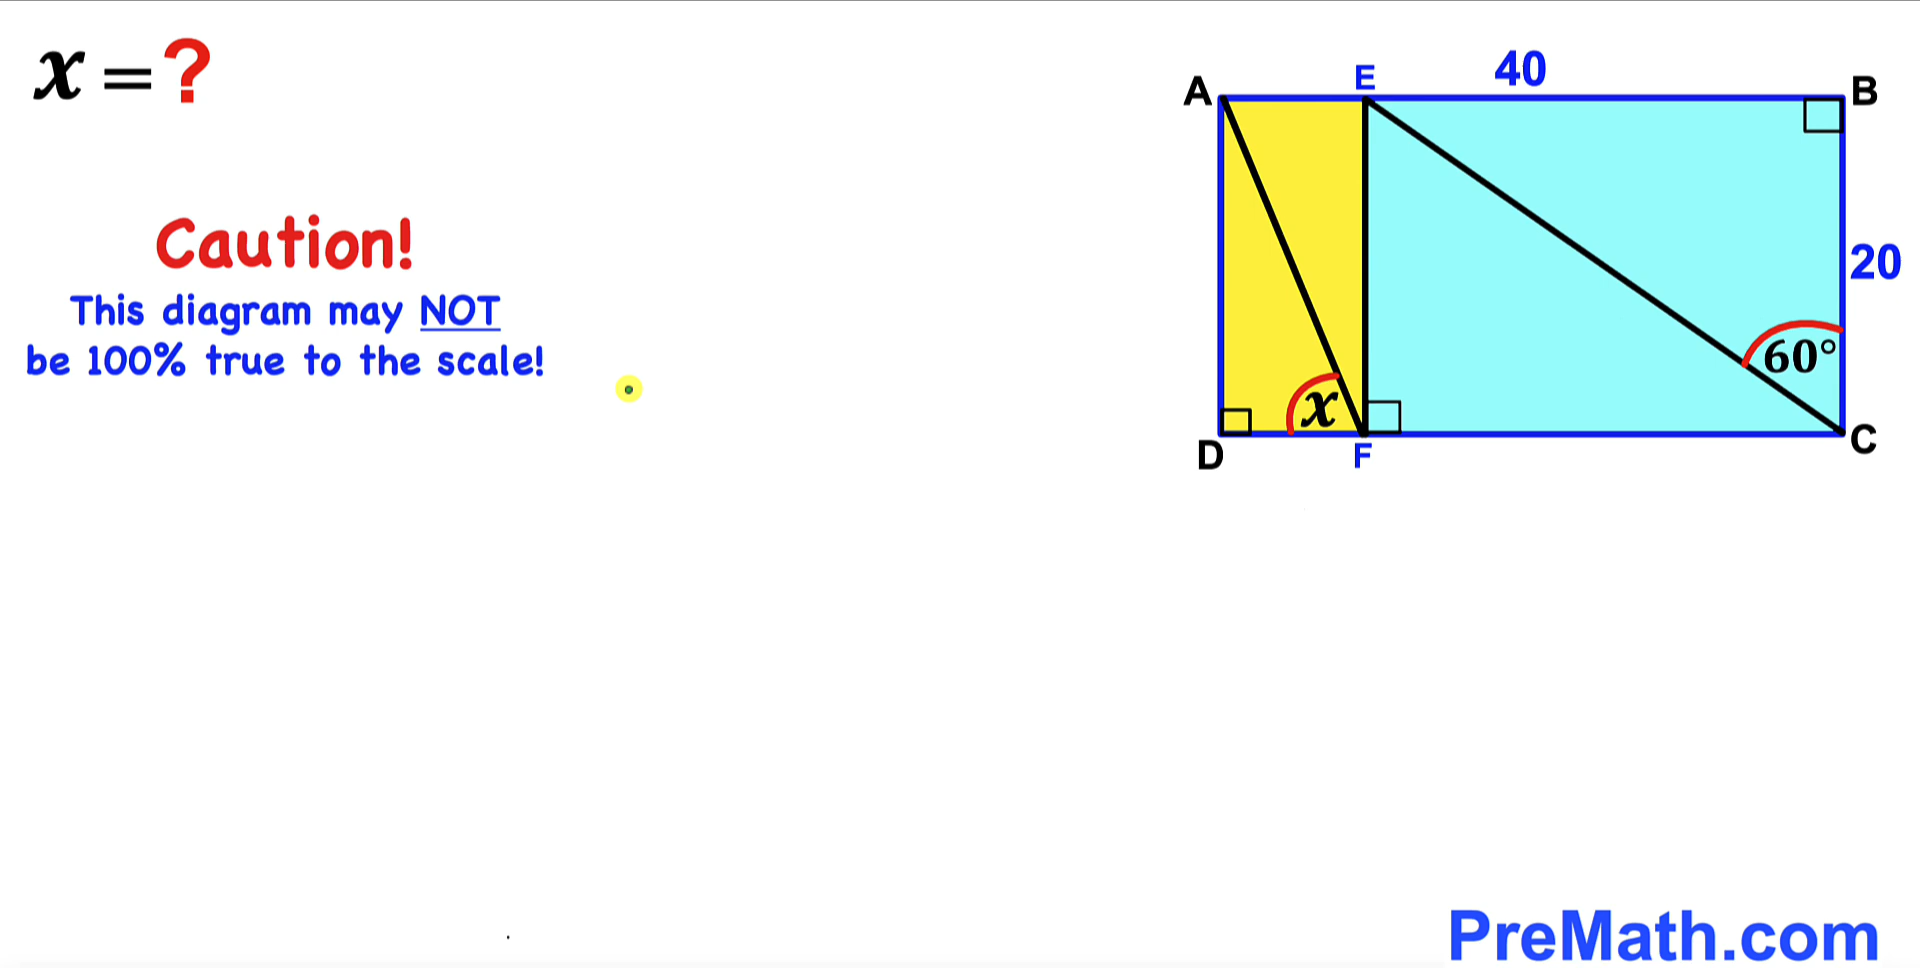 x = ?
Caution!
This diagram may NOT
be 100% true to the scale!
A
E
40
B
20
60°
x
D
F
C
PreMath.com